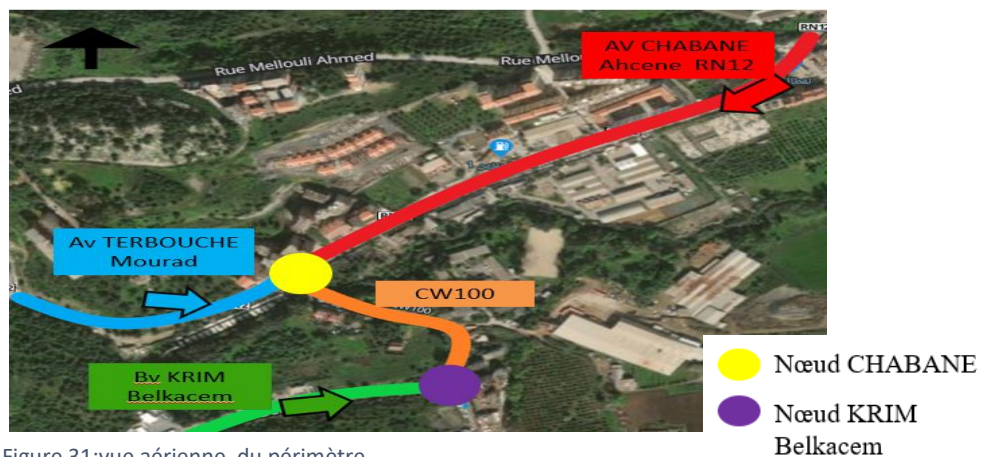 RN12
AV CHABANE
Ahcene RN12
Rue Mellouli Ahmed
Rue Mello
Av TERBOUCHE
Mourad
CW100
Bv KRIM
Belkacem
Nœud CHABANE
Nœud KRIM
Belkacem
Figure 31:vue aérienne du périmètre